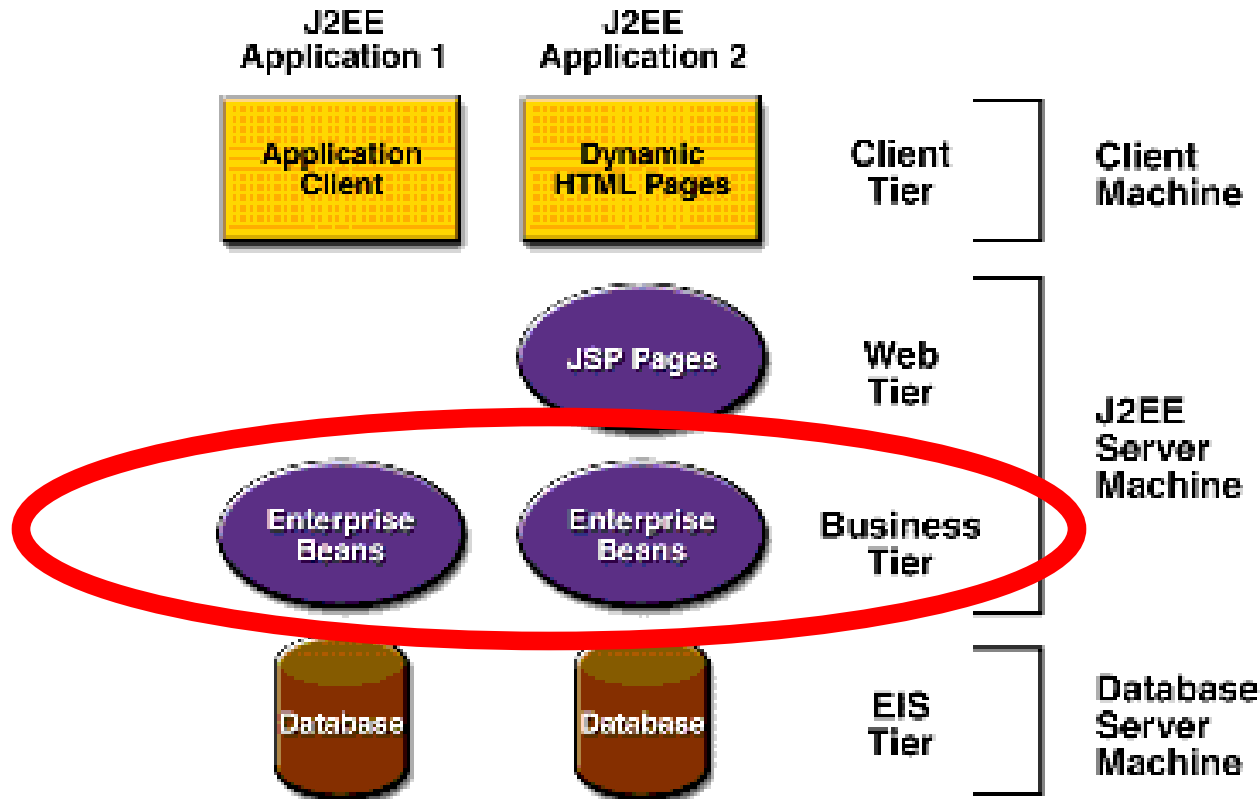 J2EE
Application 1
J2EE
Application 2
Application
Client
Dynamic
HTML Pages
Client
Tier
Client
Machine
JSP Pages
Web
Tier
J2EE
Server
Machine
Enterprise
Beans
Enterprise
Beans
Business
Tier
Database
Database
EIS
Tier
Database
Server
Machine